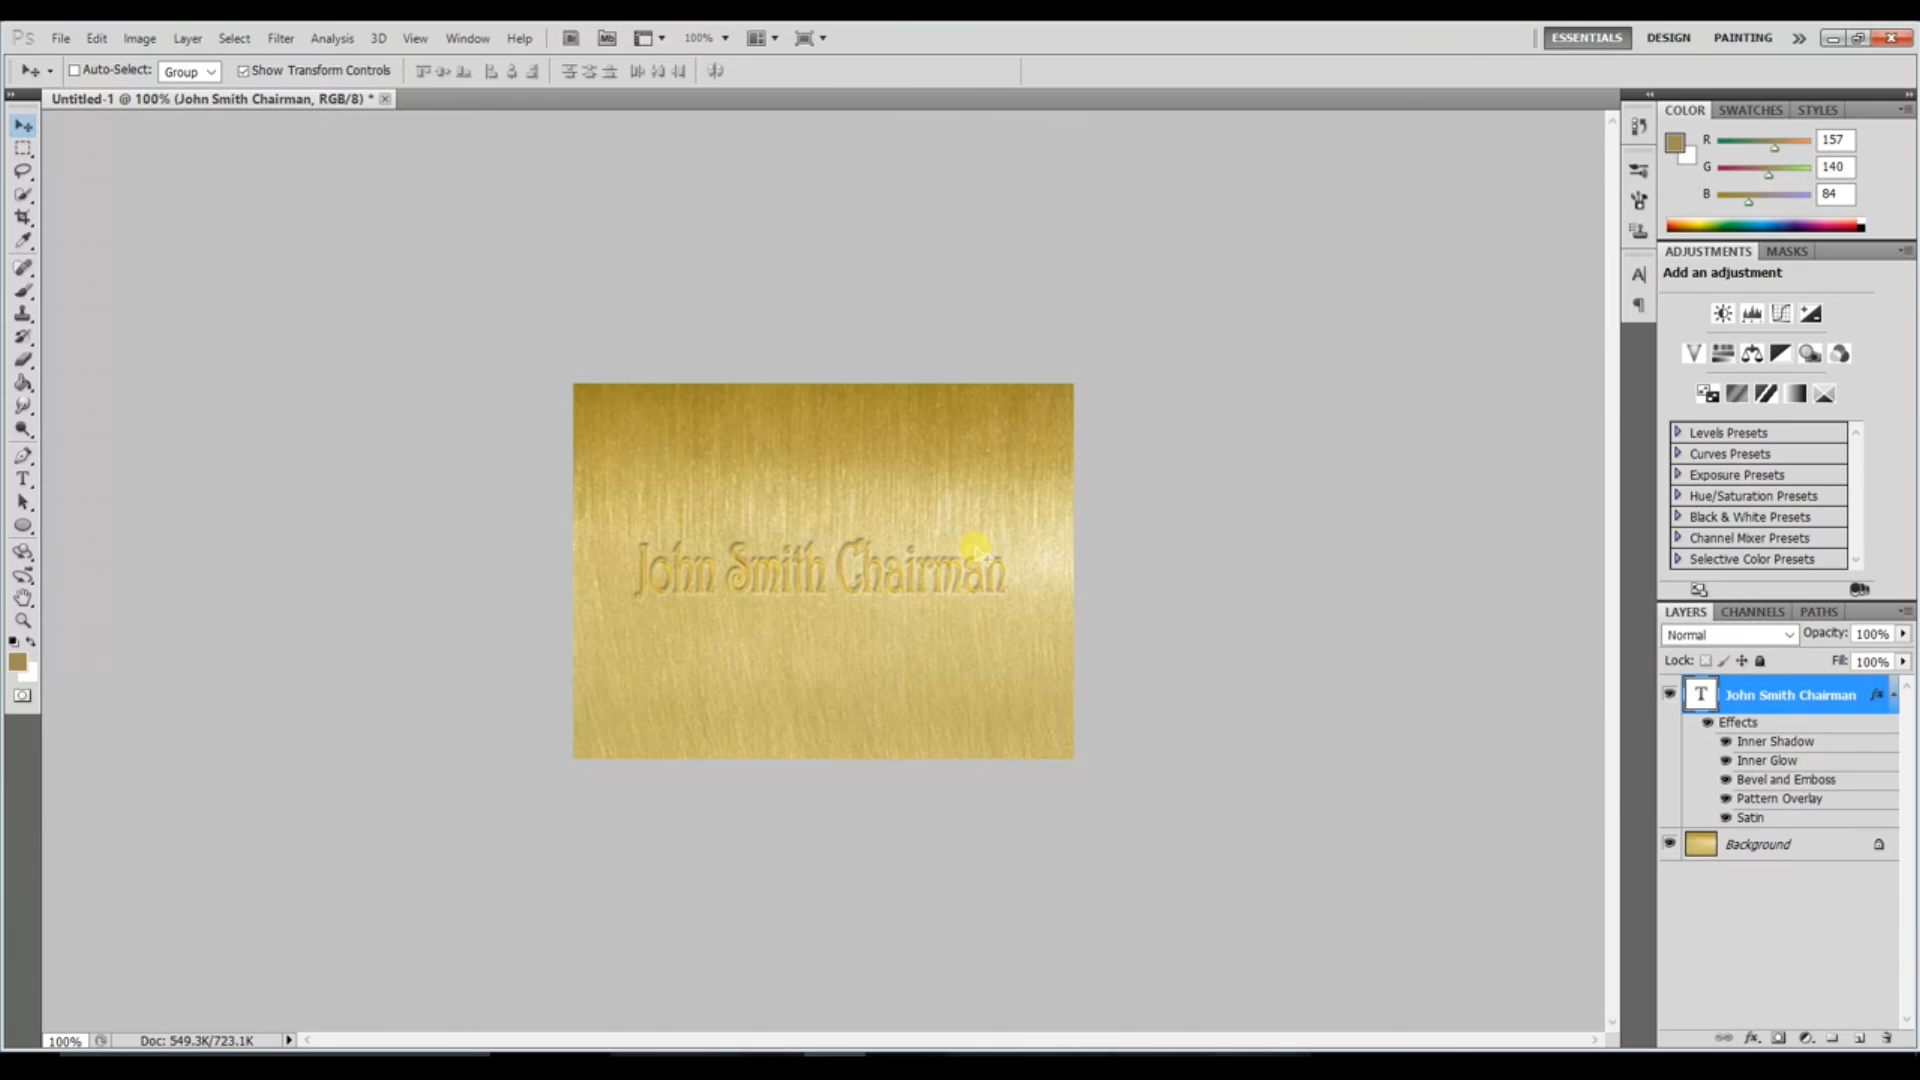 Ps File Edit Image Layer Select Filter Analysis 3D View Window Help Br Mb 100% ESSENTIALS DESIGN PAINTING
Auto-Select: Group Show Transform Controls
Untitled-1 @ 100% (John Smith Chairman, RGB/8) *
COLOR SWATCHES STYLES
R 157
G 140
B 84
ADJUSTMENTS MASKS
Add an adjustment
Levels Presets
Curves Presets
Exposure Presets
Hue/Saturation Presets
Black & White Presets
Channel Mixer Presets
Selective Color Presets
John Smith Chairman
LAYERS CHANNELS PATHS
Normal Opacity: 100%
Lock: Fill: 100%
T John Smith Chairman fx
Effects
Inner Shadow
Inner Glow
Bevel and Emboss
Pattern Overlay
Satin
Background
100% Doc: 549.3K/723.1K